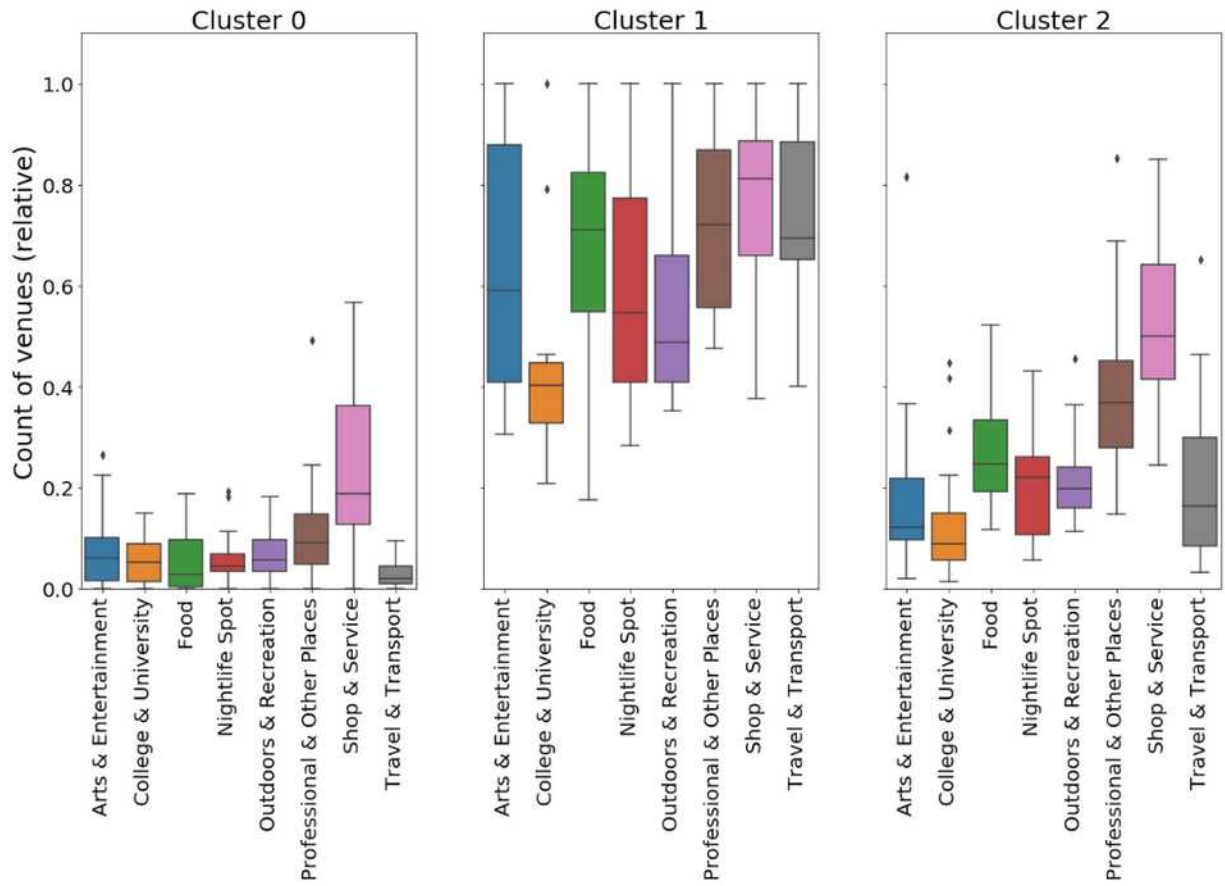 Cluster 0
Cluster 1
Cluster 2
Count of venues (relative)
1.0
0.8
0.6
0.4
0.2
0.0
Arts & Entertainment
College & University
Food
Nightlife Spot
Outdoors & Recreation
Professional & Other Places
Shop & Service
Travel & Transport
Arts & Entertainment
College & University
Food
Nightlife Spot
Outdoors & Recreation
Professional & Other Places
Shop & Service
Travel & Transport
Arts & Entertainment
College & University
Food
Nightlife Spot
Outdoors & Recreation
Professional & Other Places
Shop & Service
Travel & Transport